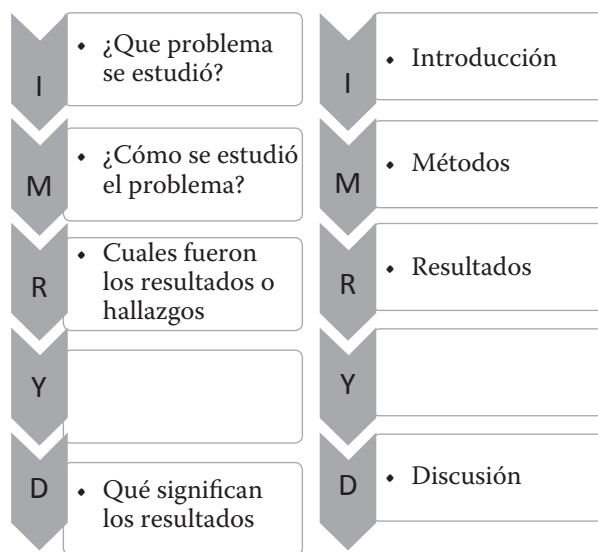 I
• ¿Que problema
se estudió?
M
• ¿Cómo se estudió
el problema?
R
• Cuales fueron
los resultados o
hallazgos
Y
D
• Qué significan
los resultados
I
• Introducción
M
• Métodos
R
• Resultados
Y
D
• Discusión